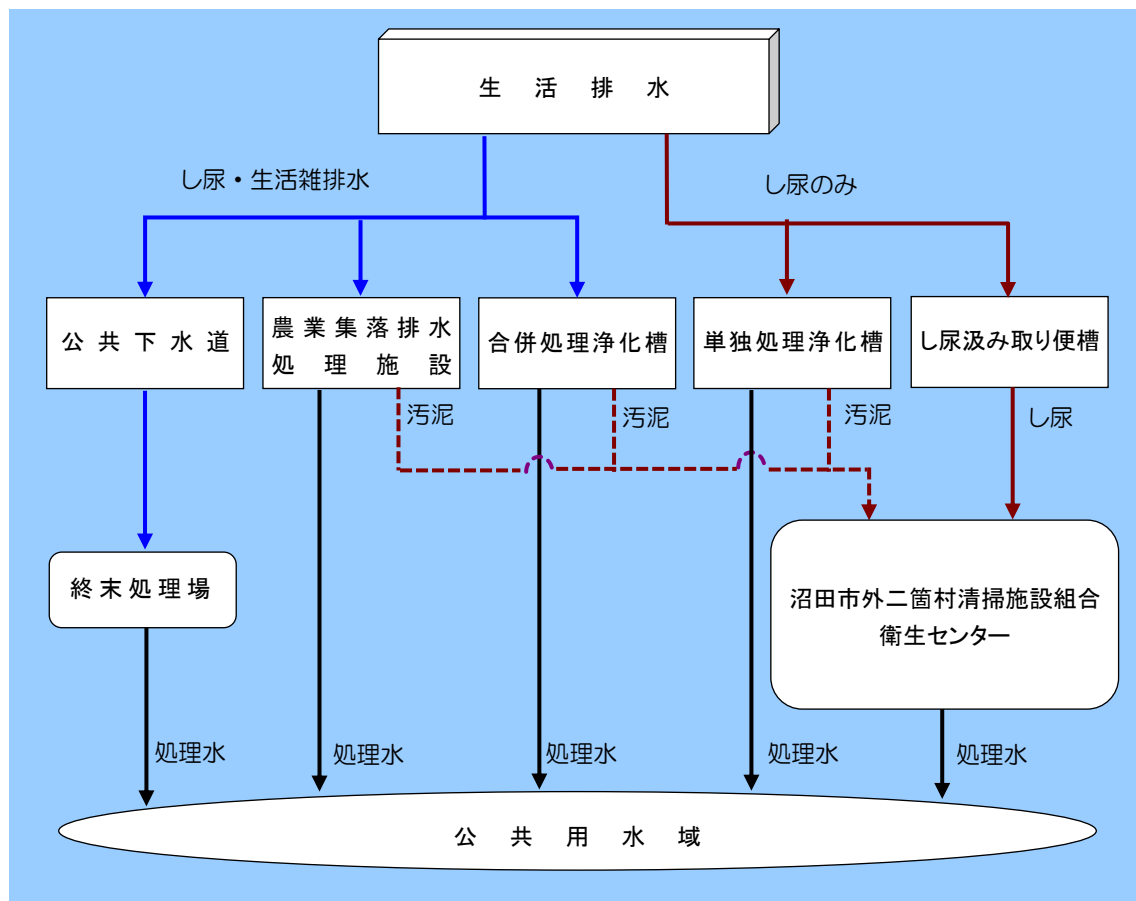 生活排水
し尿・生活雑排水
し尿のみ
公共下水道
農業集落排水
処理施設
合併処理浄化槽
単独処理浄化槽
し尿汲み取り便槽
汚泥
汚泥
汚泥
し尿
終末処理場
沼田市外二箇村清掃施設組合
衛生センター
処理水
処理水
処理水
処理水
処理水
公共用水域